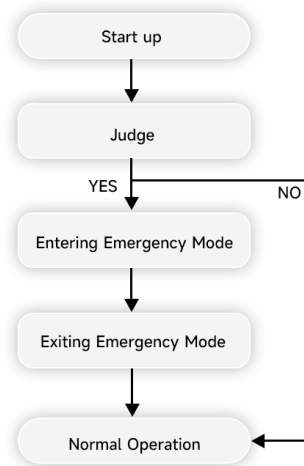 Start up
Judge
YES
NO
Entering Emergency Mode
Exiting Emergency Mode
Normal Operation